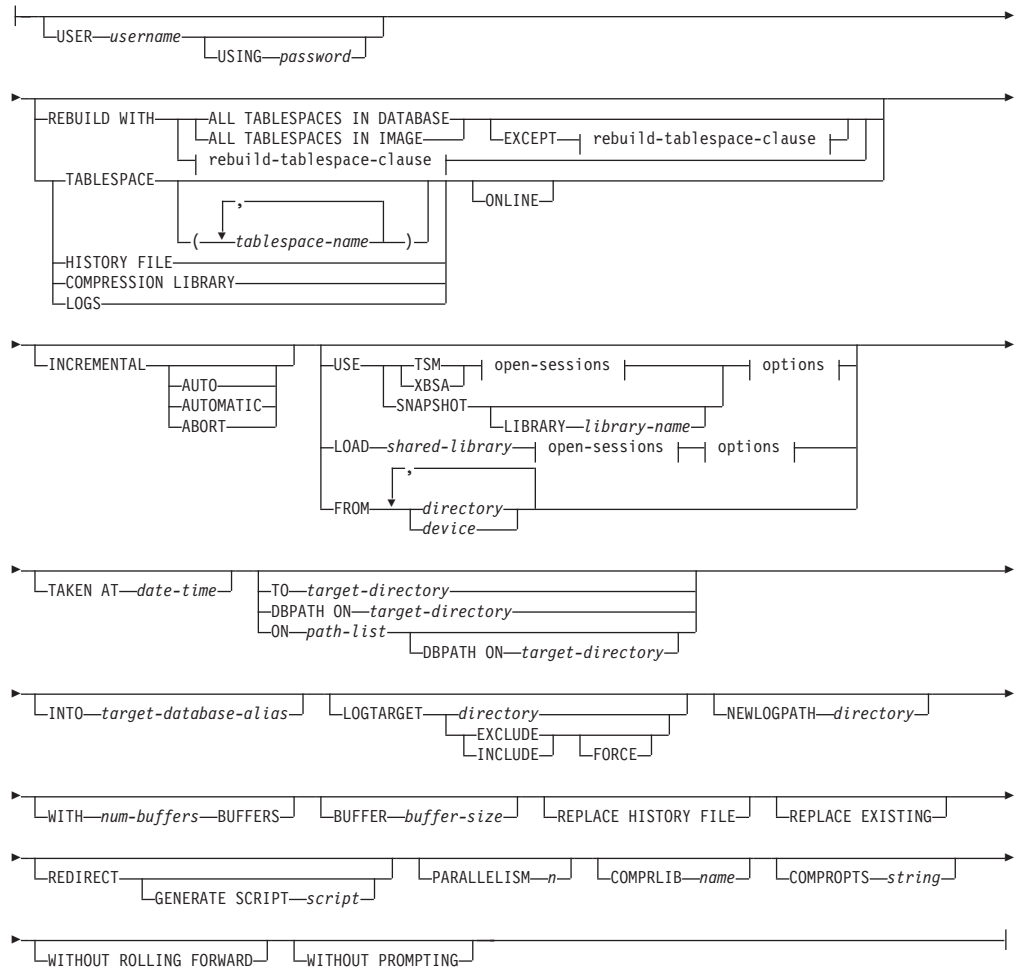 USER username
USING password
REBUILD WITH ALL TABLESPACES IN DATABASE
ALL TABLESPACES IN IMAGE EXCEPT rebuild-tablespace-clause
rebuild-tablespace-clause
TABLESPACE
ONLINE
,
( tablespace-name )
HISTORY FILE
COMPRESSION LIBRARY
LOGS
INCREMENTAL
AUTO
AUTOMATIC
ABORT
USE TSM open-sessions options
XBSA
SNAPSHOT
LIBRARY library-name
LOAD shared-library open-sessions options
,
FROM directory
device
TAKEN AT date-time TO target-directory
DBPATH ON target-directory
ON path-list
DBPATH ON target-directory
INTO target-database-alias LOGTARGET directory NEWLOGPATH directory
EXCLUDE
INCLUDE FORCE
WITH num-buffers BUFFERS BUFFER buffer-size REPLACE HISTORY FILE REPLACE EXISTING
REDIRECT PARALLELISM n COMPRLIB name COMPROPTS string
GENERATE SCRIPT script
WITHOUT ROLLING FORWARD WITHOUT PROMPTING